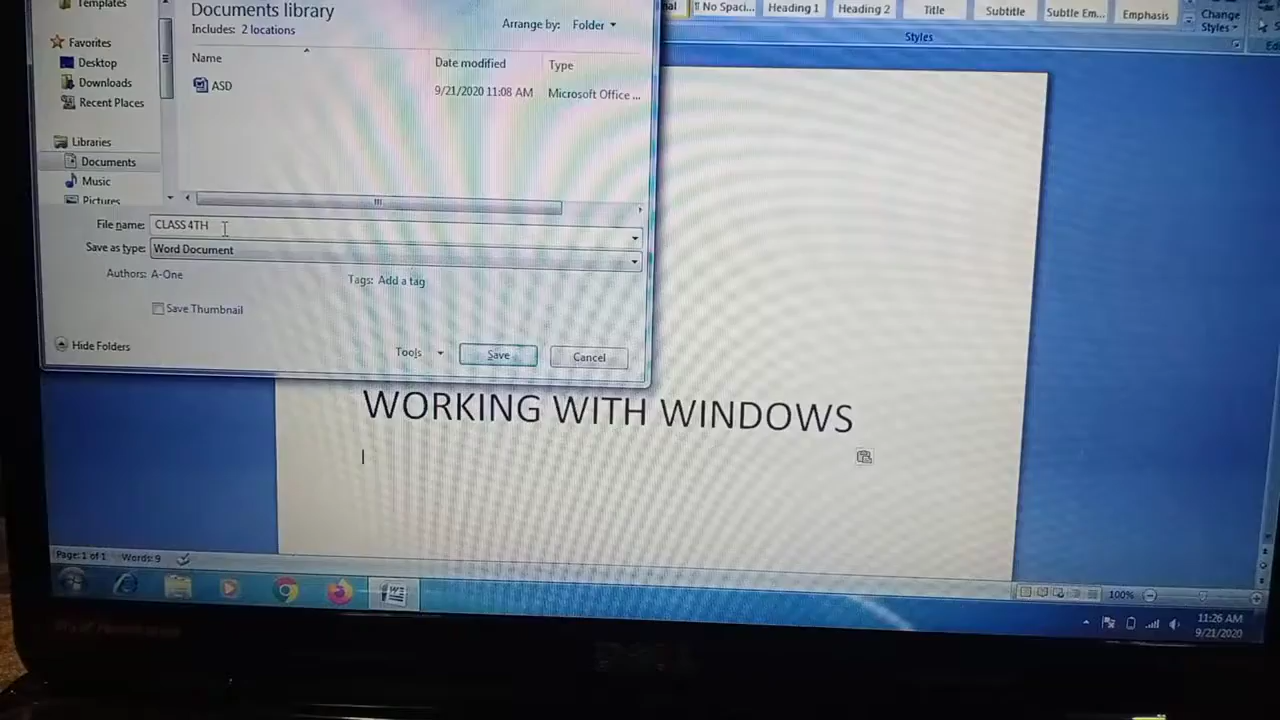 Templates
Favorites
Desktop
Downloads
Recent Places
Libraries
Documents
Music
Pictures
Documents library
Includes: 2 locations
Arrange by: Folder
Name Date modified Type
ASD 9/21/2020 11:08 AM Microsoft Office ...
File name: CLASS 4TH
Save as type: Word Document
Authors: A-One Tags: Add a tag
Save Thumbnail
Hide Folders
Tools Save Cancel
¶ No Spaci... Heading 1 Heading 2 Title Subtitle Subtle Em... Emphasis
Change
Styles
Styles
WORKING WITH WINDOWS
Page: 1 of 1 Words: 9
100%
11:26 AM
9/21/2020
DELL